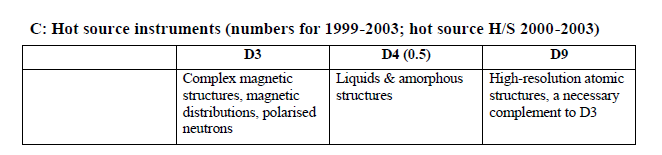 C: Hot source instruments (numbers for 1999-2003; hot source H/S 2000-2003)
D3 D4 (0.5) D9
Complex magnetic Liquids & amorphous High-resolution atomic
structures, magnetic structures structures, a necessary
distributions, polarised complement to D3
neutrons